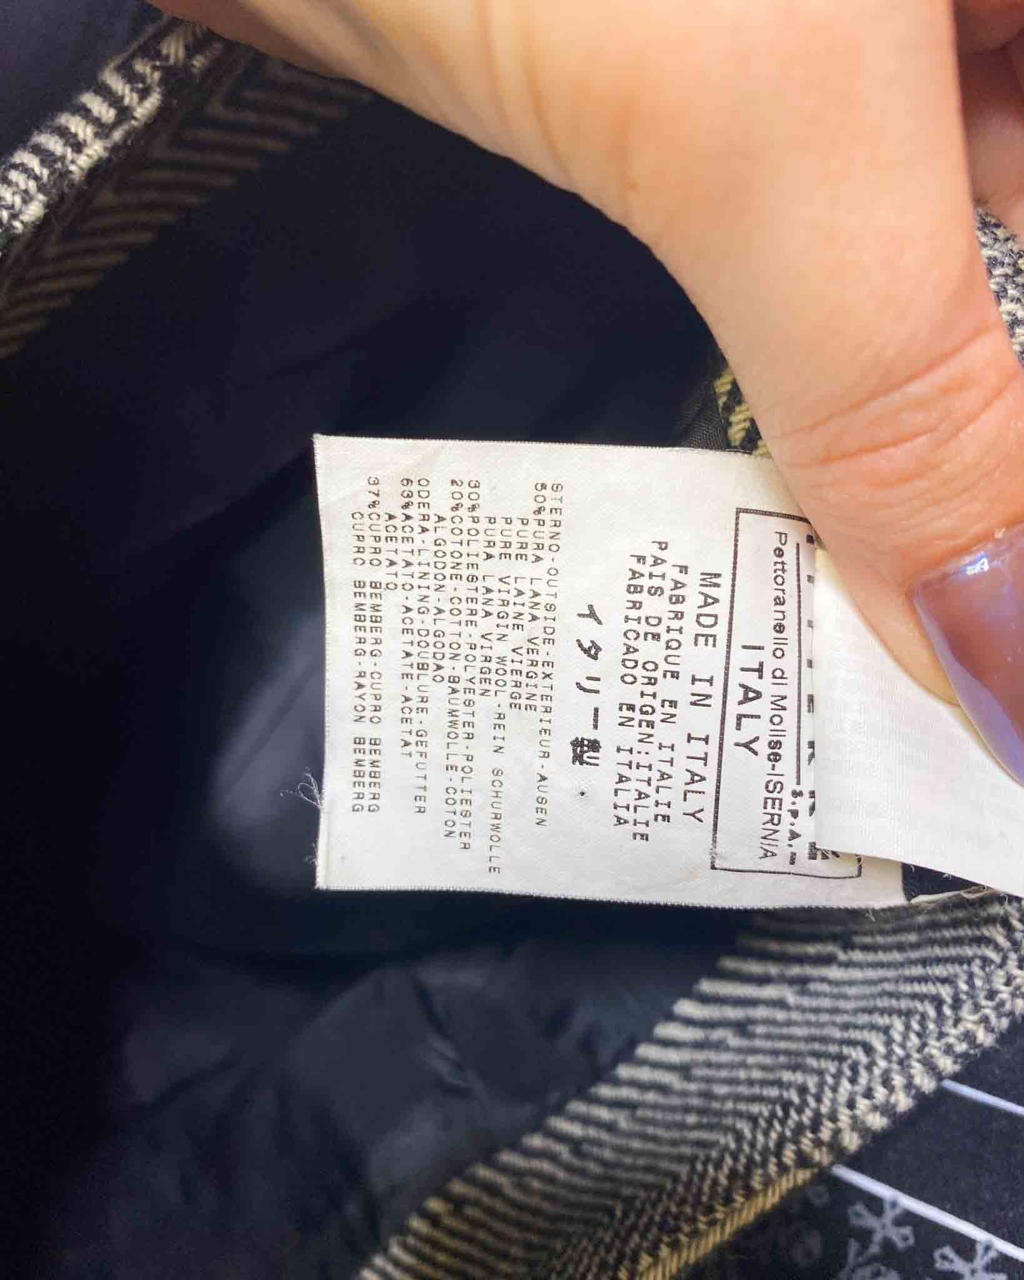 S.p.A.
Pettoranello di Molise-ISERNIA
ITALY
MADE IN ITALY
FABRIQUE EN ITALIE
PAIS DE ORIGEN:ITALIE
FABRICADO EN ITALIA
イタリー製
STERNO-OUTSIDE-EXTERIEUR-AUSEN
50%PURA LANA VERGINE
PURE LAINE VIERGE
PURE VIRGIN WOOL-REIN SCHURWOLLE
PURA LANA VIRGEN
30%POLIESTERE-POLYESTER-POLIESTER
20%COTONE-COTTON-BAUMWOLLE-COTON
ALGODON-ALGODAO
ODERA-LINING-DOUBLURE-GEFUTTER
63%ACETATO-ACETATE-ACETAT
ACETATO
37%CUPRO BEMBERG-CUPRO BEMBERG
CUPRO BEMBERG-RAYON BEMBERG